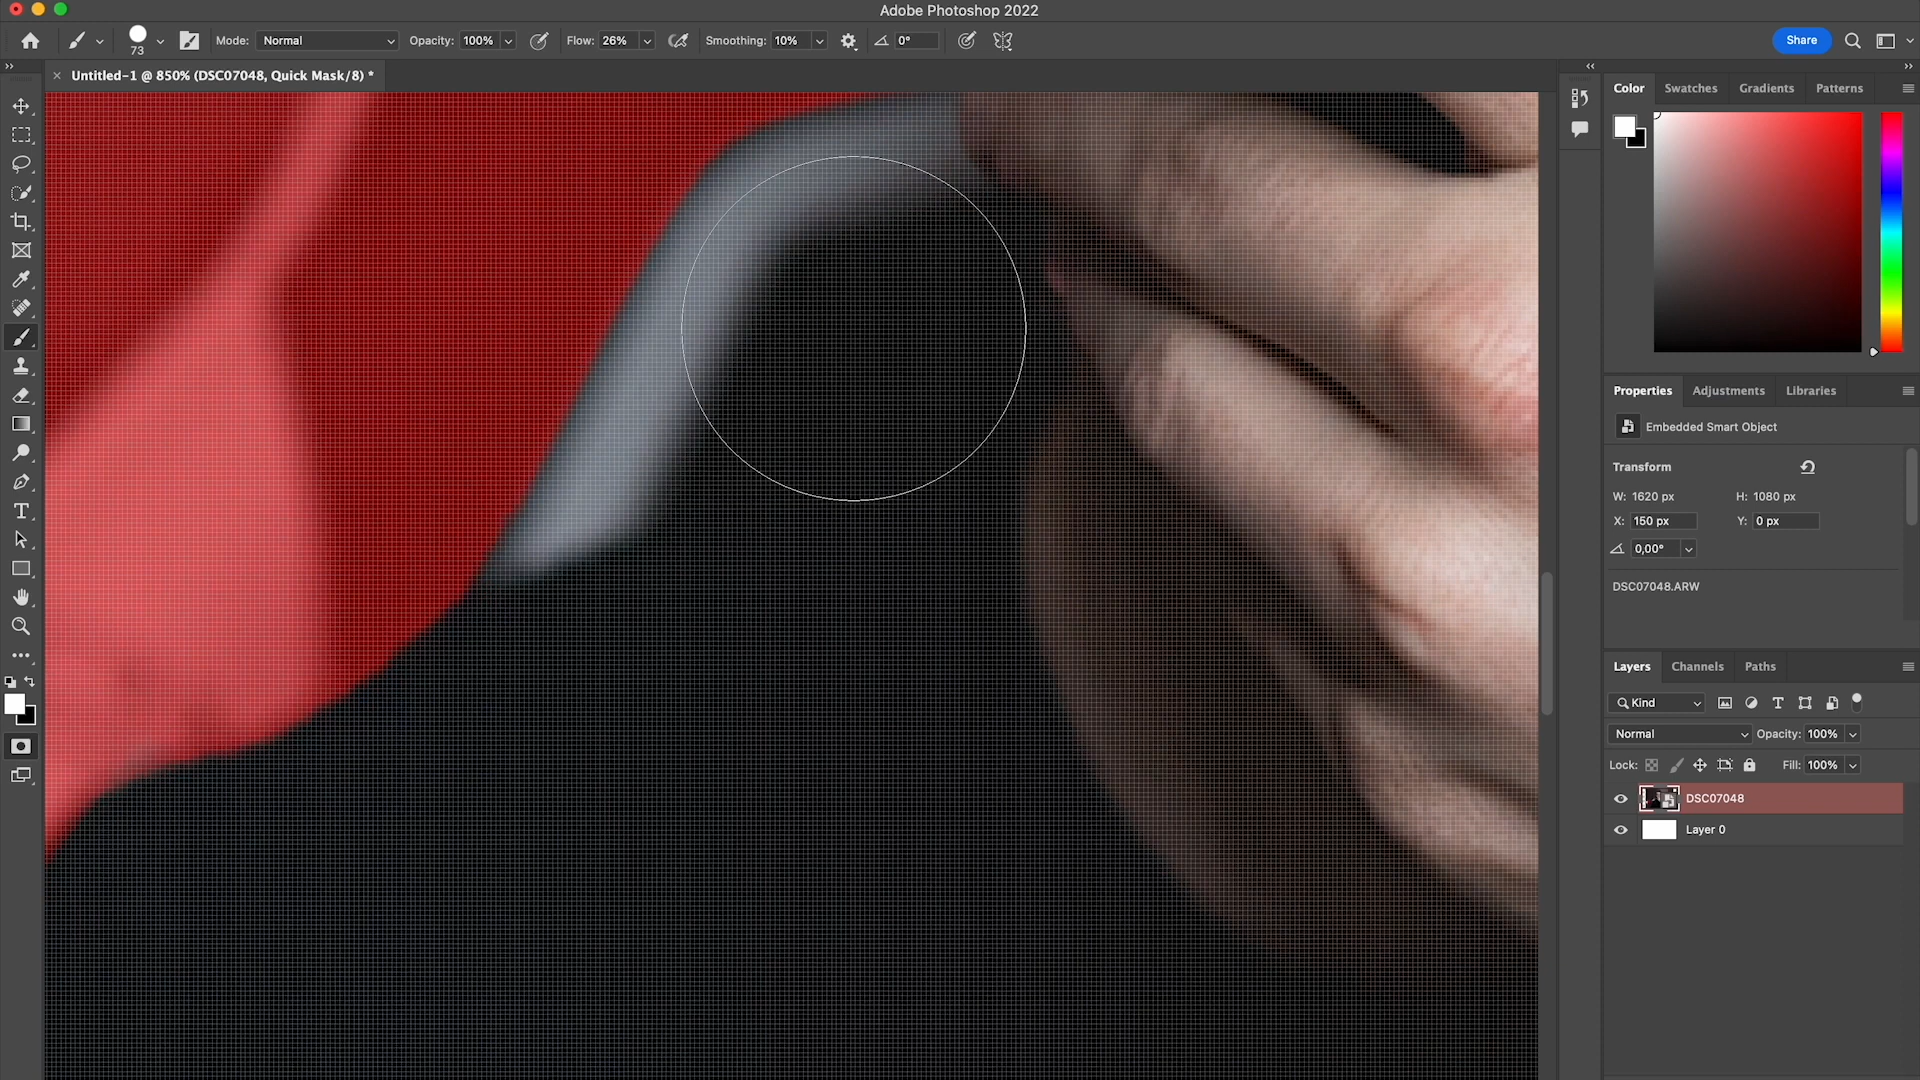 Adobe Photoshop 2022
73
Mode: Normal
Opacity: 100%
Flow: 26%
Smoothing: 10%
0°
Share
Untitled-1 @ 850% (DSC07048, Quick Mask/8) *
Color Swatches Gradients Patterns
Properties Adjustments Libraries
Embedded Smart Object
Transform
W: 1620 px H: 1080 px
X: 150 px Y: 0 px
0,00°
DSC07048.ARW
Layers Channels Paths
Kind
Normal Opacity: 100%
Lock: Fill: 100%
DSC07048
Layer 0